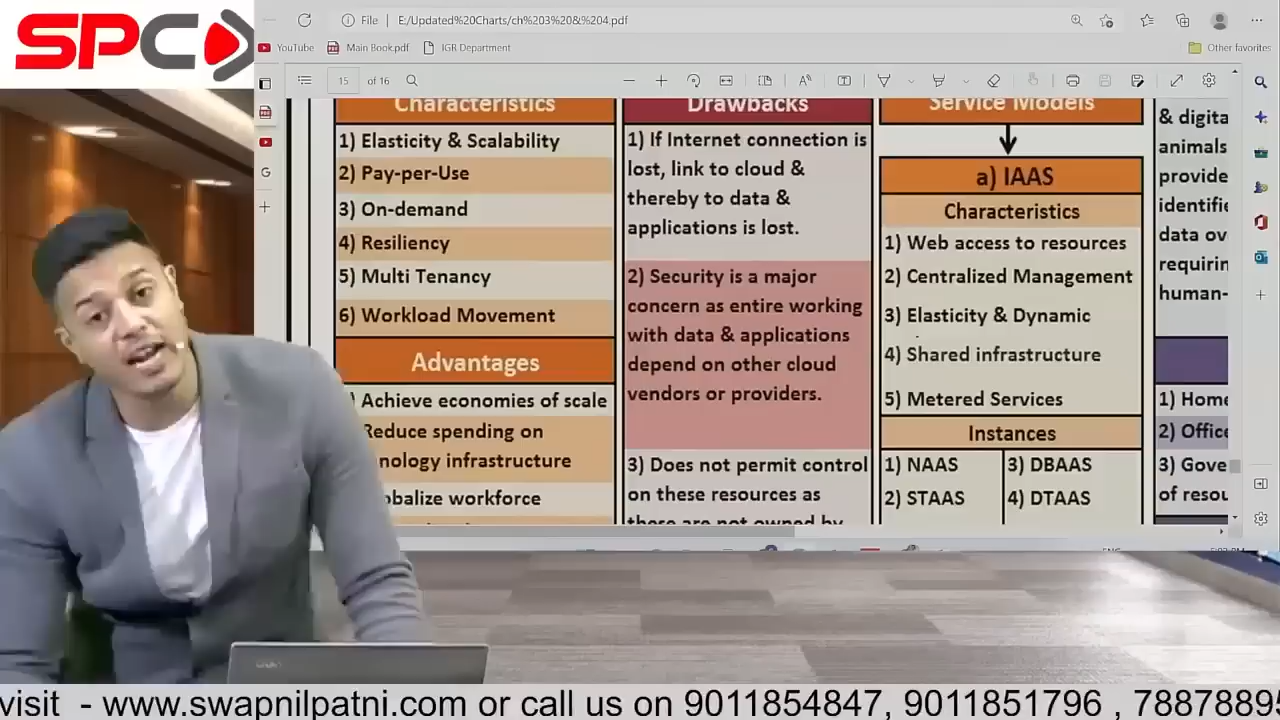 SPC
File E:/Updated%20Charts/ch%203%20&%204.pdf
YouTube Main Book.pdf IGR Department Other favorites
15 of 16
Characteristics
1) Elasticity & Scalability
2) Pay-per-Use
3) On-demand
4) Resiliency
5) Multi Tenancy
6) Workload Movement
Advantages
Achieve economies of scale
Reduce spending on
nology infrastructure
obalize workforce
Drawbacks
1) If Internet connection is
lost, link to cloud &
thereby to data &
applications is lost.
2) Security is a major
concern as entire working
with data & applications
depend on other cloud
vendors or providers.
3) Does not permit control
on these resources as
these are not owned by
Service Models
a) IAAS
Characteristics
1) Web access to resources
2) Centralized Management
3) Elasticity & Dynamic
4) Shared infrastructure
5) Metered Services
Instances
1) NAAS
2) STAAS
3) DBAAS
4) DTAAS
& digita
animals
provide
identifie
data ov
requirin
human-
1) Home
2) Office
3) Gove
of resou
visit - www.swapnilpatni.com or call us on 9011854847, 9011851796 , 788788